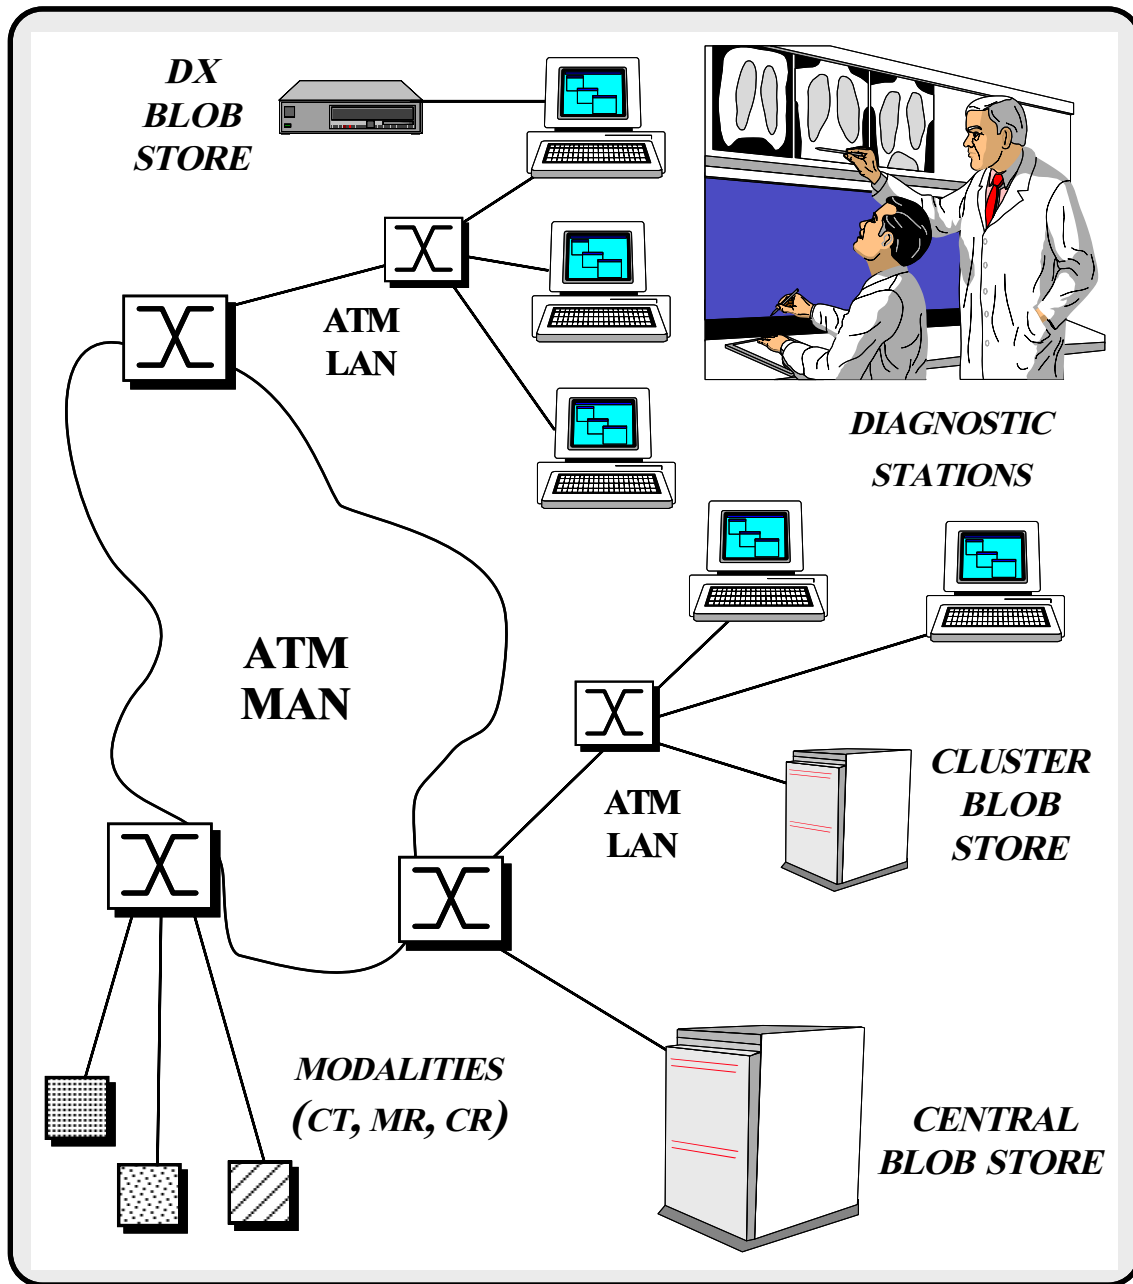 DX
BLOB
STORE
ATM
LAN
DIAGNOSTIC
STATIONS
ATM
MAN
ATM
LAN
CLUSTER
BLOB
STORE
MODALITIES
(CT, MR, CR)
CENTRAL
BLOB STORE